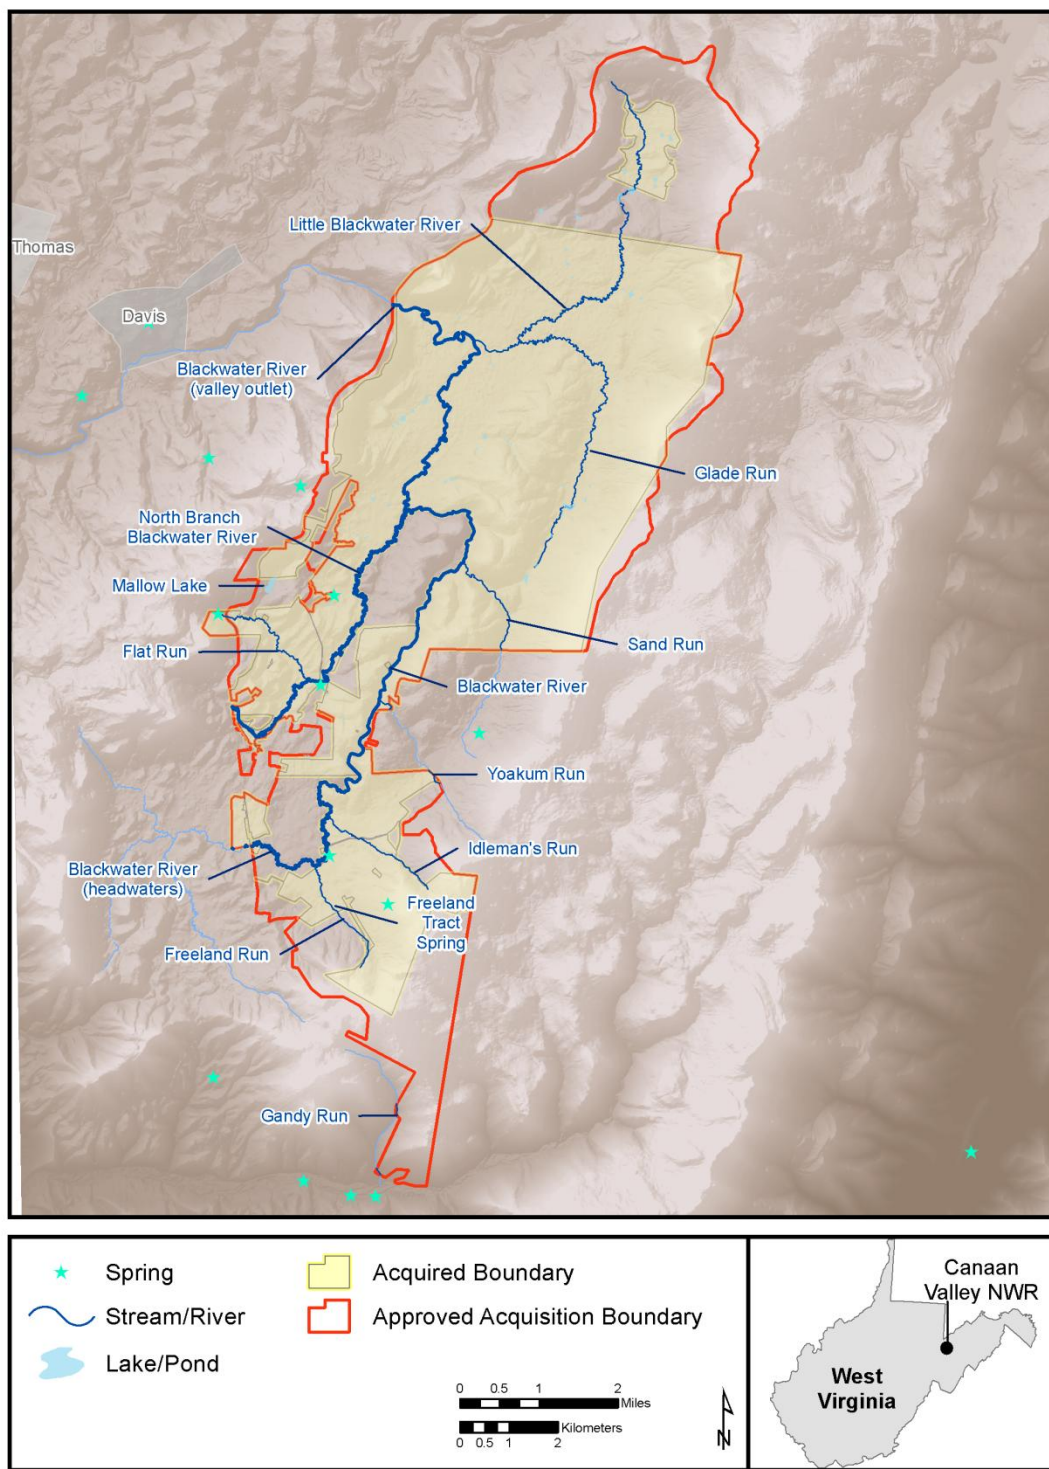 Little Blackwater River
Thomas
Davis
Blackwater River
(valley outlet)
Glade Run
North Branch
Blackwater River
Mallow Lake
Flat Run
Sand Run
Blackwater River
Yoakum Run
Idleman's Run
Blackwater River
(headwaters)
Freeland
Tract
Spring
Freeland Run
Gandy Run
Spring
Stream/River
Lake/Pond
Acquired Boundary
Approved Acquisition Boundary
0 0.5 1 2
Miles
Kilometers
0 0.5 1 2
N
Canaan
Valley NWR
West
Virginia